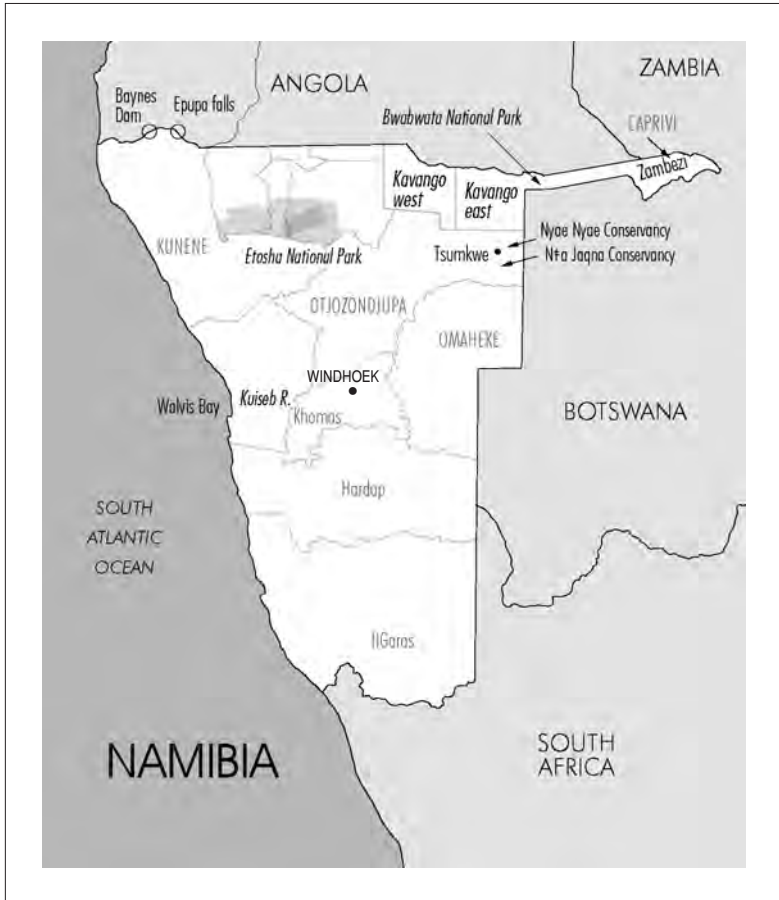 ZAMBIA
ANGOLA
Baynes
Dam
Epupa falls
Bwabwata National Park
CAPRIVI
Zambezi
Kavango
west
Kavango
east
Nyae Nyae Conservancy
Tsumkwe
N‡a Jaqna Conservancy
KUNENE
Etosha National Park
OTJOZONDJUPA
OMAHEKE
WINDHOEK
Walvis Bay
Kuiseb R.
Khomas
BOTSWANA
Hardap
SOUTH
ATLANTIC
OCEAN
IIGaras
NAMIBIA
SOUTH
AFRICA